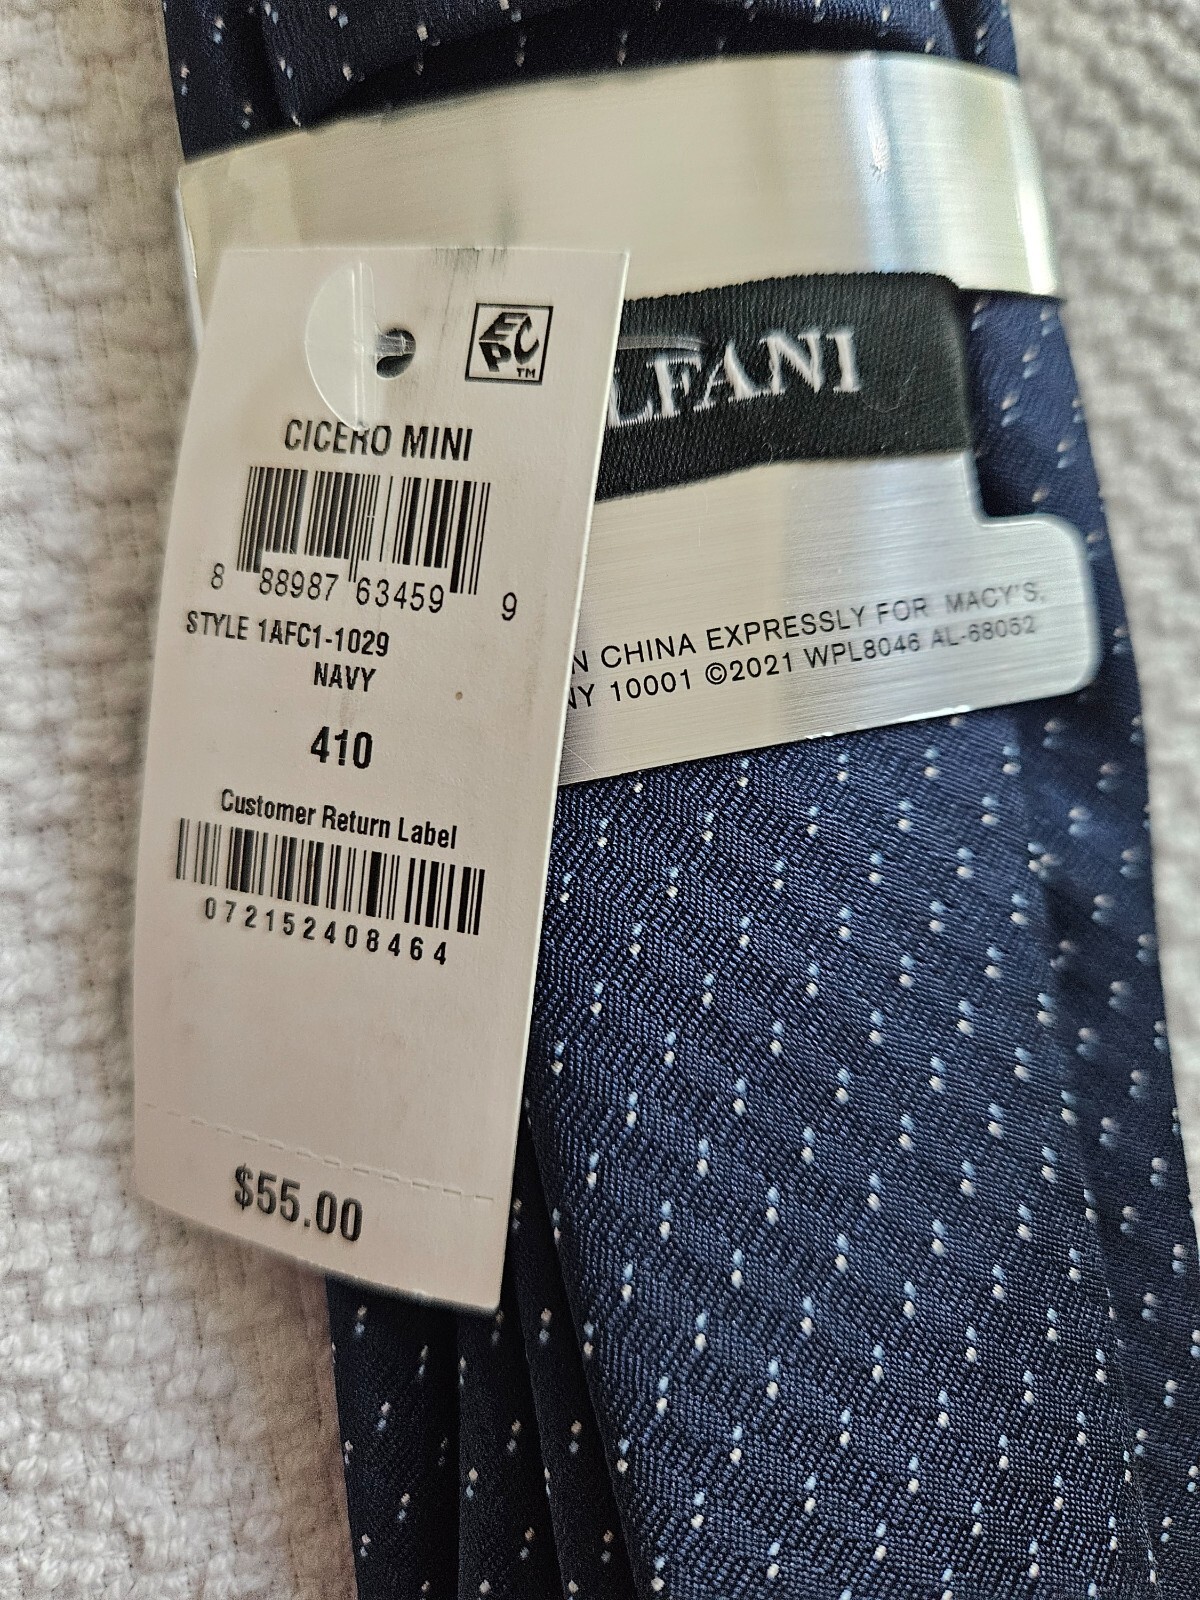 EPC™
CICERO MINI
8 88987 63459 9
STYLE 1AFC1-1029
NAVY
410
Customer Return Label
072152408464
$55.00
LFANI
N CHINA EXPRESSLY FOR MACY'S,
NY 10001 ©2021 WPL8046 AL-68052